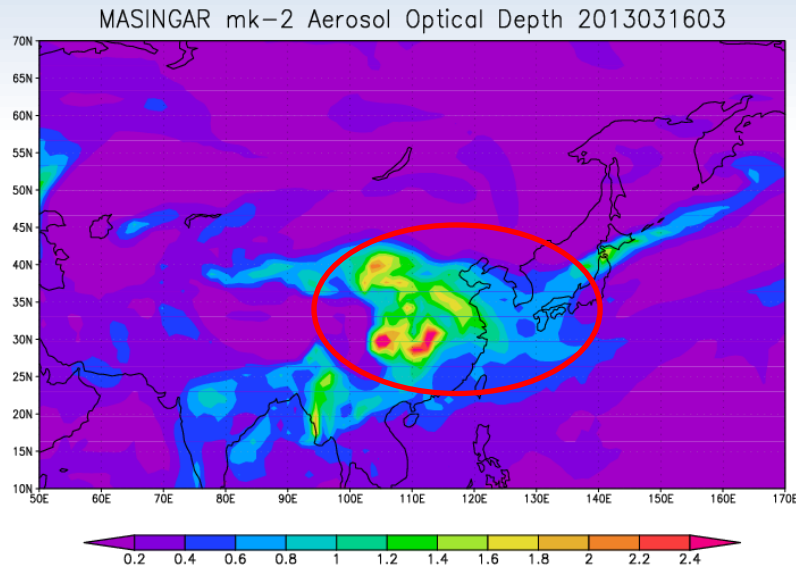 MASINGAR mk-2 Aerosol Optical Depth 2013031603
70N
65N
60N
55N
50N
45N
40N
35N
30N
25N
20N
15N
10N
50E 60E 70E 80E 90E 100E 110E 120E 130E 140E 150E 160E 170E
0.2 0.4 0.6 0.8 1 1.2 1.4 1.6 1.8 2 2.2 2.4